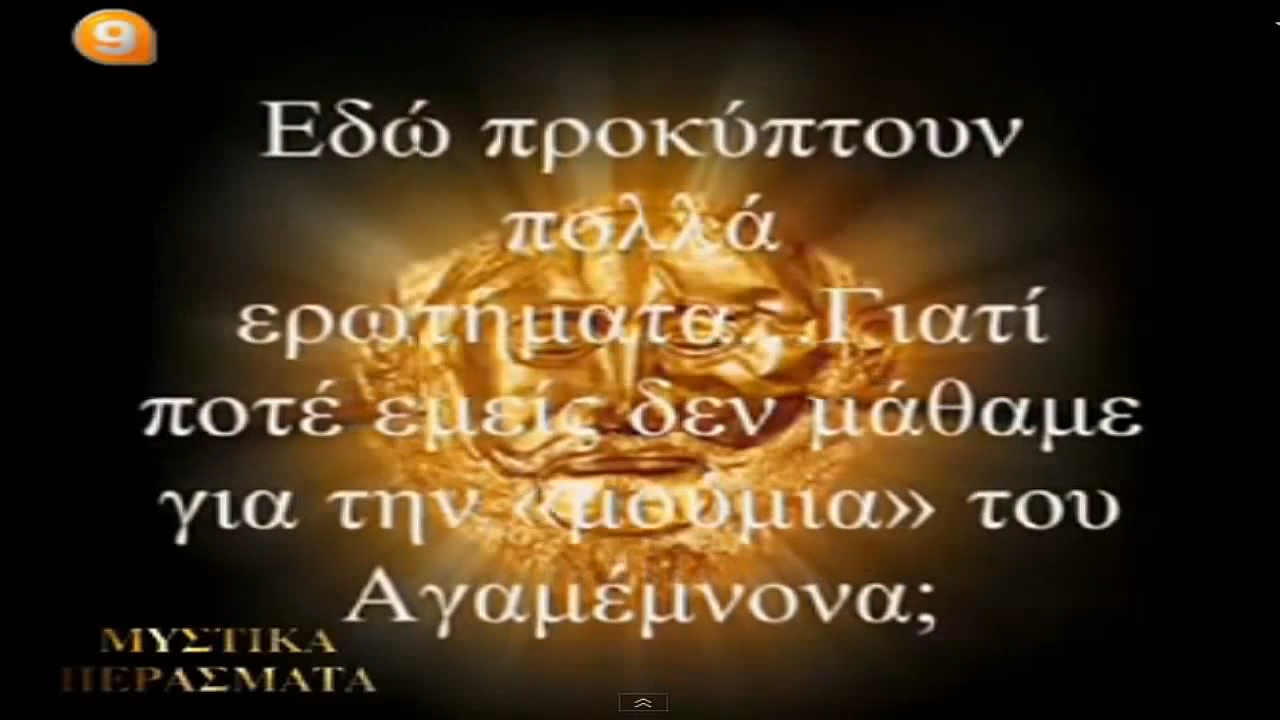 9
Εδώ προκύπτουν
πολλά
ερωτήματα...Γιατί
ποτέ εμείς δεν μάθαμε
για την «μούμια» του
Αγαμέμνονα;
ΜΥΣΤΙΚΑ
ΠΕΡΑΣΜΑΤΑ